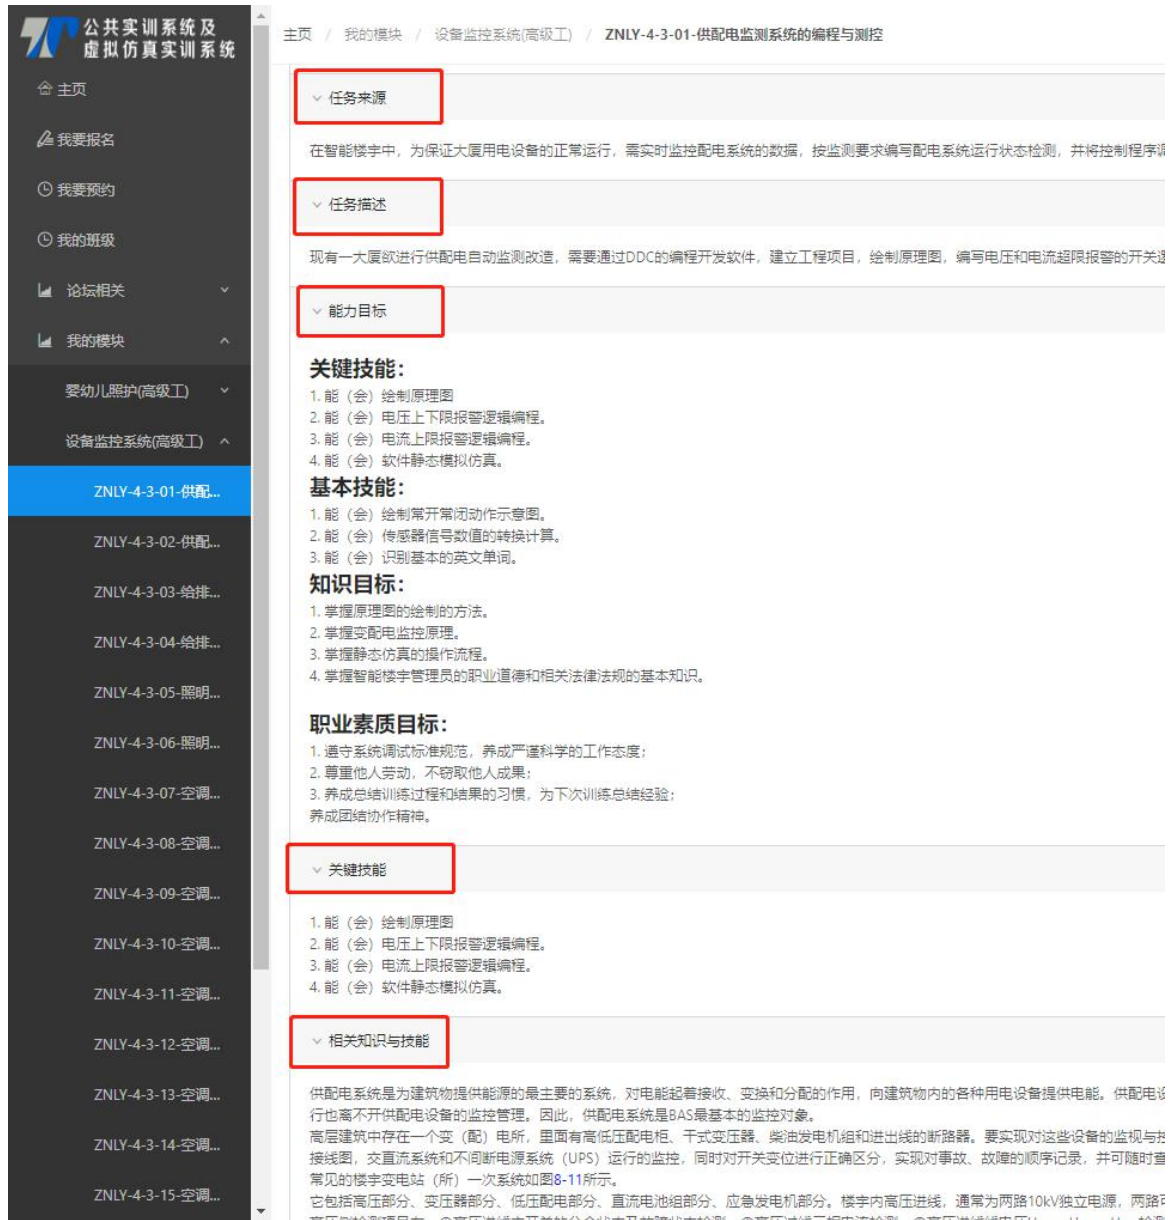 公共实训系统及
虚拟仿真实训系统
主页
我要报名
我要预约
我的班级
论坛相关
我的模块
婴幼儿照护(高级工)
设备监控系统(高级工)
ZNLY-4-3-01-供配...
ZNLY-4-3-02-供配...
ZNLY-4-3-03-给排...
ZNLY-4-3-04-给排...
ZNLY-4-3-05-照明...
ZNLY-4-3-06-照明...
ZNLY-4-3-07-空调...
ZNLY-4-3-08-空调...
ZNLY-4-3-09-空调...
ZNLY-4-3-10-空调...
ZNLY-4-3-11-空调...
ZNLY-4-3-12-空调...
ZNLY-4-3-13-空调...
ZNLY-4-3-14-空调...
ZNLY-4-3-15-空调...
主页 / 我的模块 / 设备监控系统(高级工) / ZNLY-4-3-01-供配电监测系统的编程与测控
任务来源
在智能楼宇中，为保证大厦用电设备的正常运行，需实时监控配电系统的数据，按监测要求编写配电系统运行状态检测，并将控制程序调
任务描述
现有一大厦欲进行供配电自动监测改造，需要通过DDC的编程开发软件，建立工程项目，绘制原理图，编写电压和电流超限报警的开关逻
能力目标
关键技能：
1. 能（会）绘制原理图
2. 能（会）电压上下限报警逻辑编程。
3. 能（会）电流上限报警逻辑编程。
4. 能（会）软件静态模拟仿真。
基本技能：
1. 能（会）绘制常开常闭动作示意图。
2. 能（会）传感器信号数值的转换计算。
3. 能（会）识别基本的英文单词。
知识目标：
1. 掌握原理图的绘制的方法。
2. 掌握变配电监控原理。
3. 掌握静态仿真的操作流程。
4. 掌握智能楼宇管理员的职业道德和相关法律法规的基本知识。
职业素质目标：
1. 遵守系统调试标准规范，养成严谨科学的工作态度；
2. 尊重他人劳动，不窃取他人成果；
3. 养成总结训练过程和结果的习惯，为下次训练总结经验；
养成团结协作精神。
关键技能
1. 能（会）绘制原理图
2. 能（会）电压上下限报警逻辑编程。
3. 能（会）电流上限报警逻辑编程。
4. 能（会）软件静态模拟仿真。
相关知识与技能
供配电系统是为建筑物提供能源的最主要的系统，对电能起着接收、变换和分配的作用，向建筑物内的各种用电设备提供电能。供配电设
行也离不开供配电设备的监控管理。因此，供配电系统是BAS最基本的监控对象。
高层建筑中存在一个变（配）电所，里面有高低压配电柜、干式变压器、柴油发电机组和进出线的断路器。要实现对这些设备的监视与控
接线图，交直流系统和不间断电源系统（UPS）运行的监控，同时对开关变位进行正确区分，实现对事故、故障的顺序记录，并可随时查
常见的楼宇变电站（所）一次系统如图8-11所示。
它包括高压部分、变压器部分、低压配电部分、直流电池组部分、应急发电机部分。楼宇内高压进线，通常为两路10kV独立电源，两路可